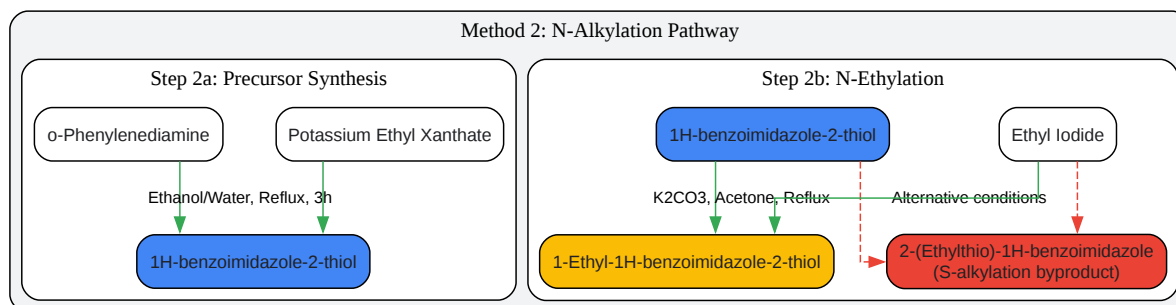 Method 2: N-Alkylation Pathway
Step 2a: Precursor Synthesis
o-Phenylenediamine
Potassium Ethyl Xanthate
Ethanol/Water, Reflux, 3h
1H-benzoimidazole-2-thiol
Step 2b: N-Ethylation
1H-benzoimidazole-2-thiol
Ethyl Iodide
K2CO3, Acetone, Reflux
Alternative conditions
1-Ethyl-1H-benzoimidazole-2-thiol
2-(Ethylthio)-1H-benzoimidazole
(S-alkylation byproduct)